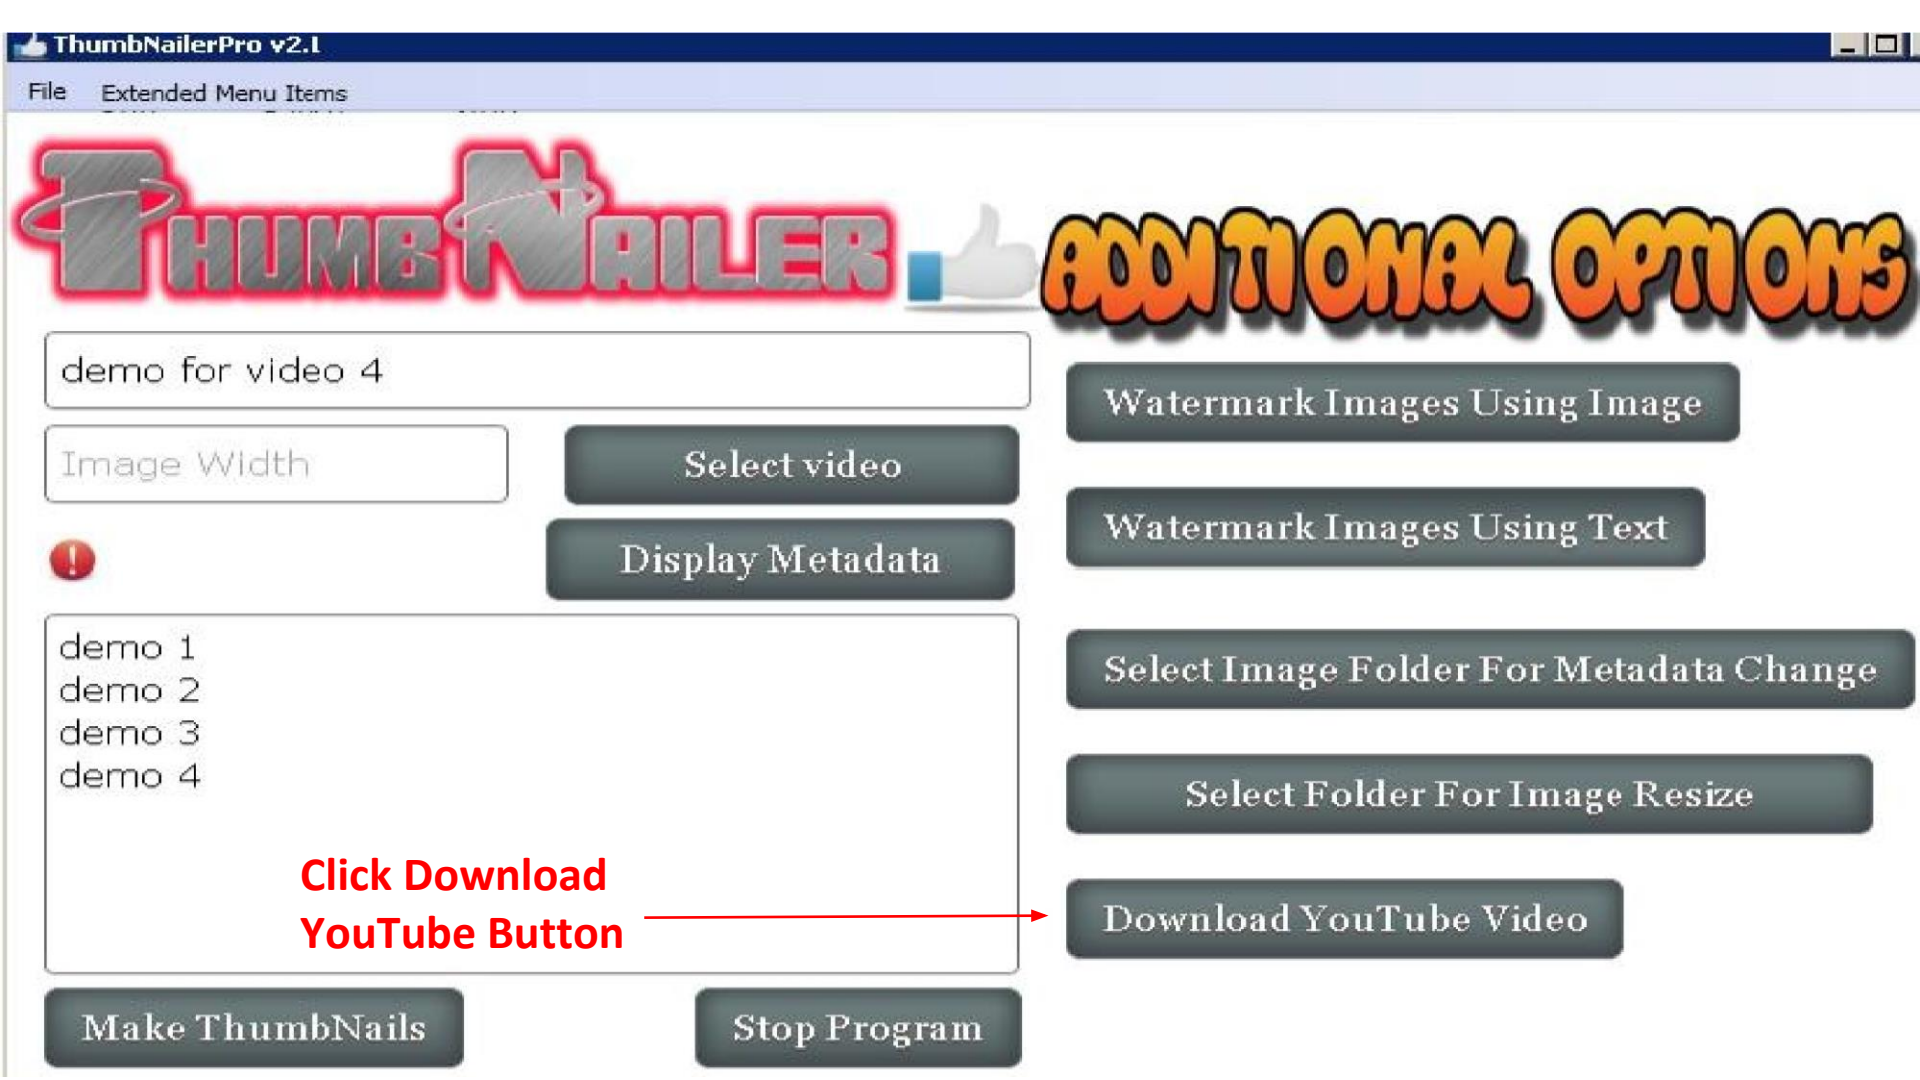 ThumbNailerPro v2.1
File Extended Menu Items
THUMBNAILER
ADDITIONAL OPTIONS
demo for video 4
Image Width
Select video
Display Metadata
demo 1
demo 2
demo 3
demo 4
Click Download
YouTube Button
Make ThumbNails
Stop Program
Watermark Images Using Image
Watermark Images Using Text
Select Image Folder For Metadata Change
Select Folder For Image Resize
Download YouTube Video